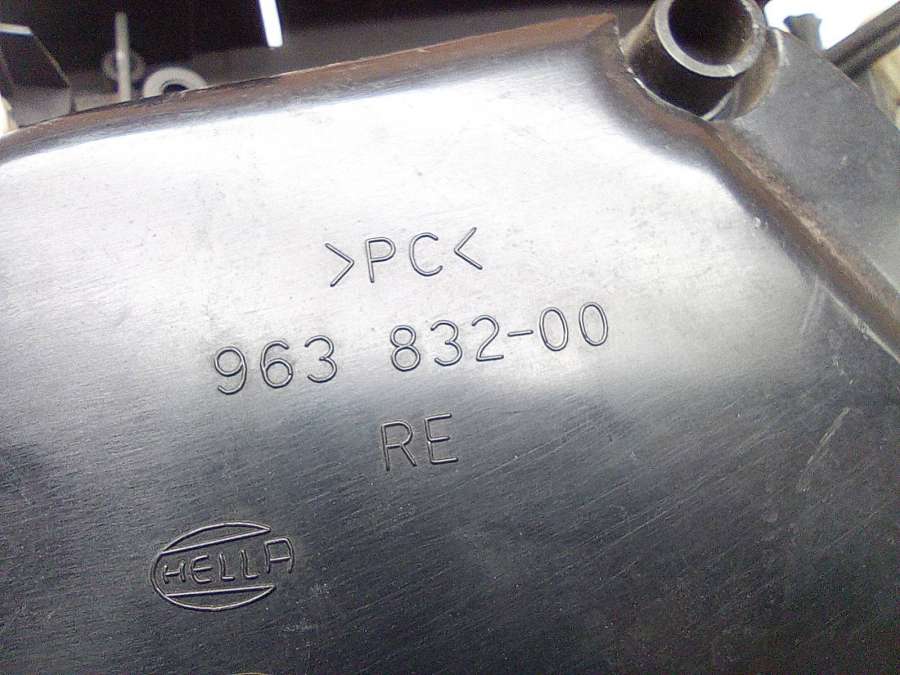 >PC<
963 832-00
RE
HELLA